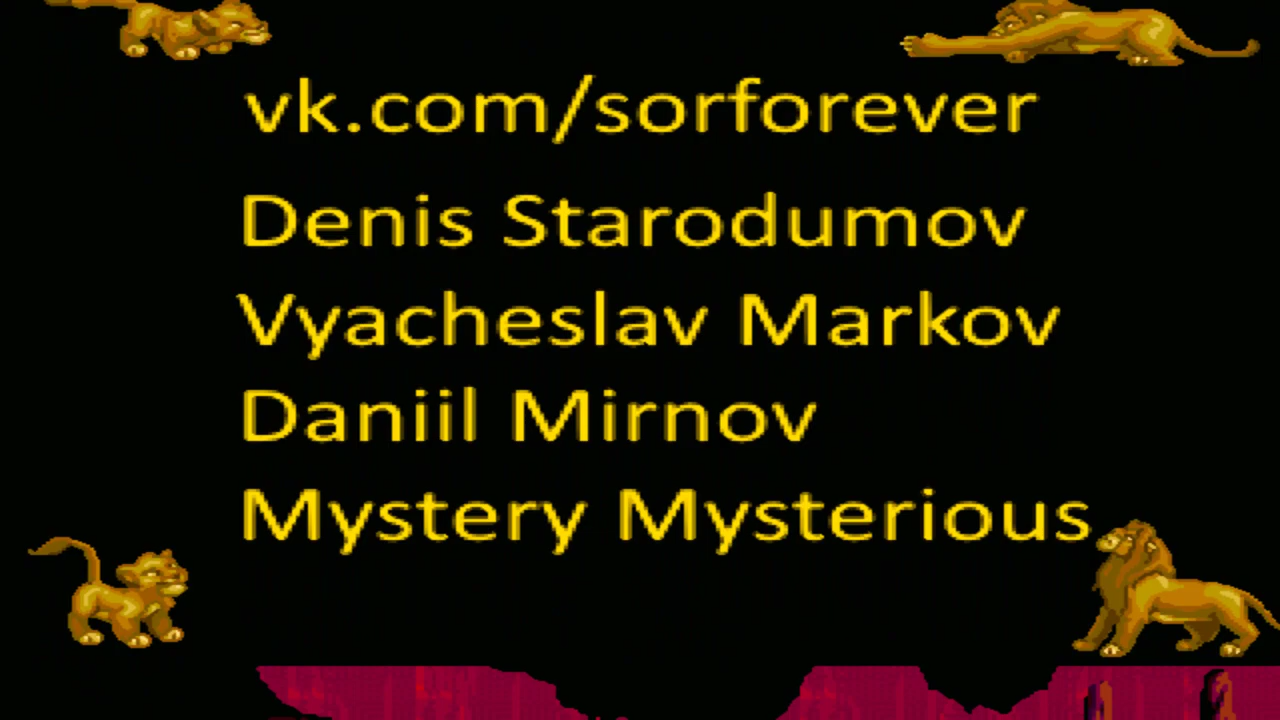 vk.com/sorforever
Denis Starodumov
Vyacheslav Markov
Daniil Mirnov
Mystery Mysterious